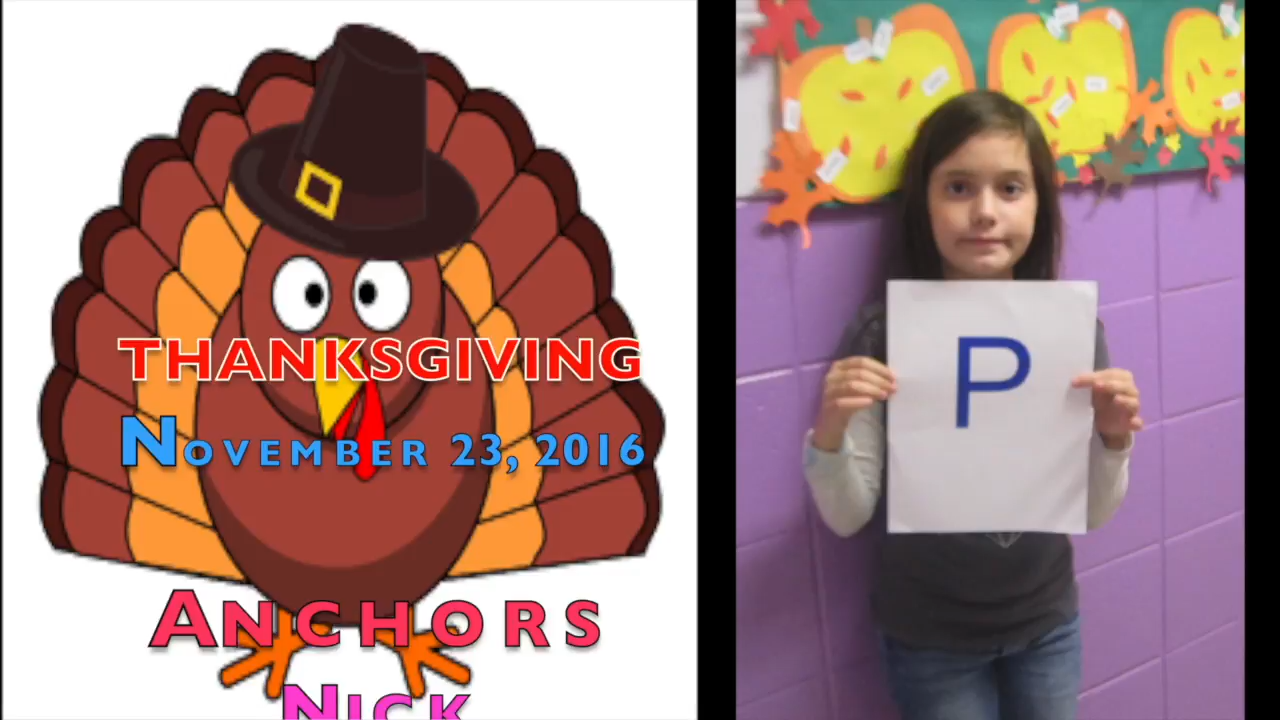 THANKSGIVING
NOVEMBER 23, 2016
ANCHORS
NICK
P